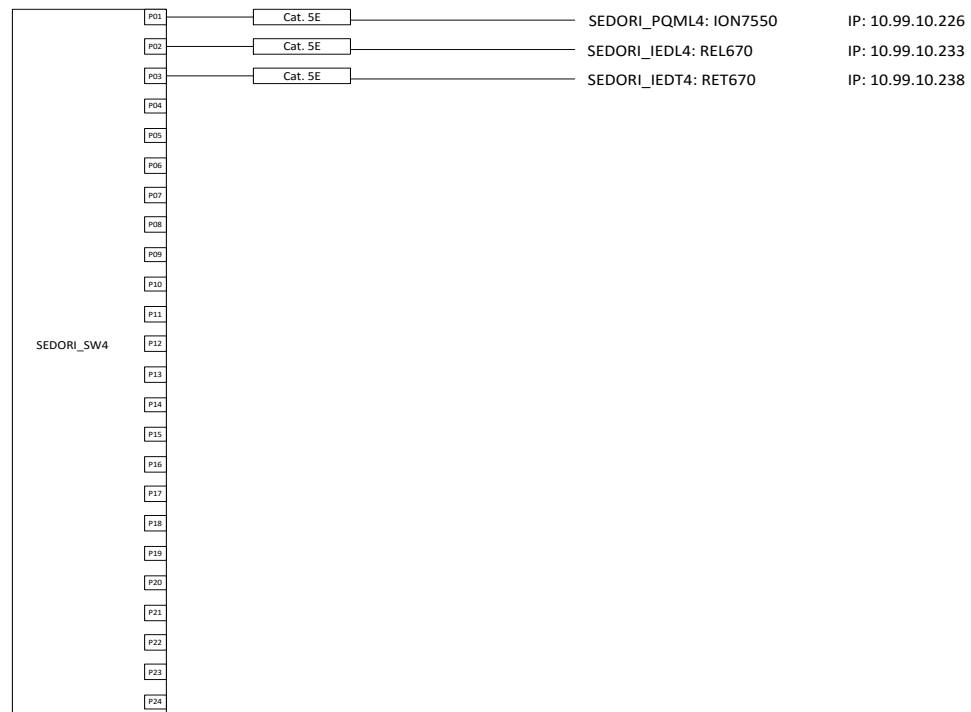 P01 Cat. 5E SEDORI_PQML4: ION7550 IP: 10.99.10.226
P02 Cat. 5E SEDORI_IEDL4: REL670 IP: 10.99.10.233
P03 Cat. 5E SEDORI_IEDT4: RET670 IP: 10.99.10.238
P04
P05
P06
P07
P08
P09
P10
P11
SEDORI_SW4 P12
P13
P14
P15
P16
P17
P18
P19
P20
P21
P22
P23
P24